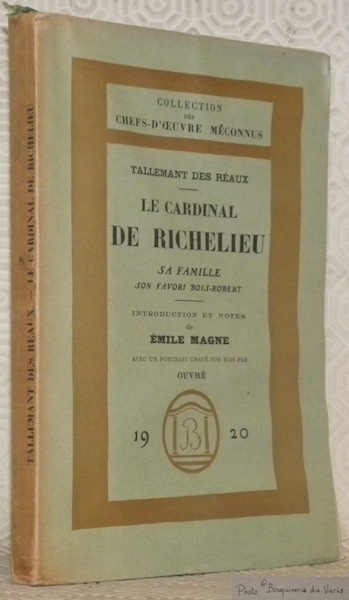 TALLEMANT DES REAUX. — LE CARDINAL DE RICHELIEU
COLLECTION
DES
CHEFS-D'ŒUVRE MÉCONNUS
TALLEMANT DES RÉAUX
LE CARDINAL
DE RICHELIEU
SA FAMILLE
SON FAVORI BOIS-ROBERT
INTRODUCTION ET NOTES
de
ÉMILE MAGNE
AVEC UN PORTRAIT GRAVÉ SUR BOIS PAR
OUVRÉ
19 B 20
Photo © Bouquinerie du Varis